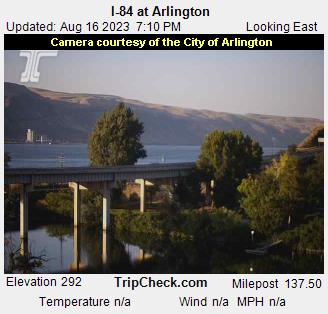 I-84 at Arlington
Updated: Aug 16 2023 7:10 PM Looking East
Camera courtesy of the City of Arlington
Elevation 292 TripCheck.com Milepost 137.50
Temperature n/a Wind n/a MPH n/a